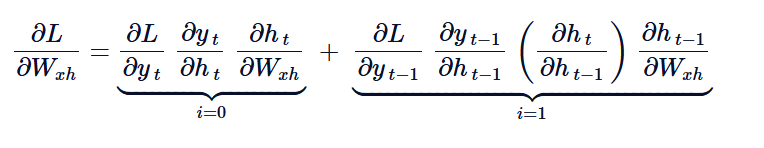 ∂L/∂W_xh = ∂L/∂y_t ∂y_t/∂h_t ∂h_t/∂W_xh + ∂L/∂y_{t−1} ∂y_{t−1}/∂h_{t−1} (∂h_t/∂h_{t−1}) ∂h_{t−1}/∂W_xh
i=0 i=1